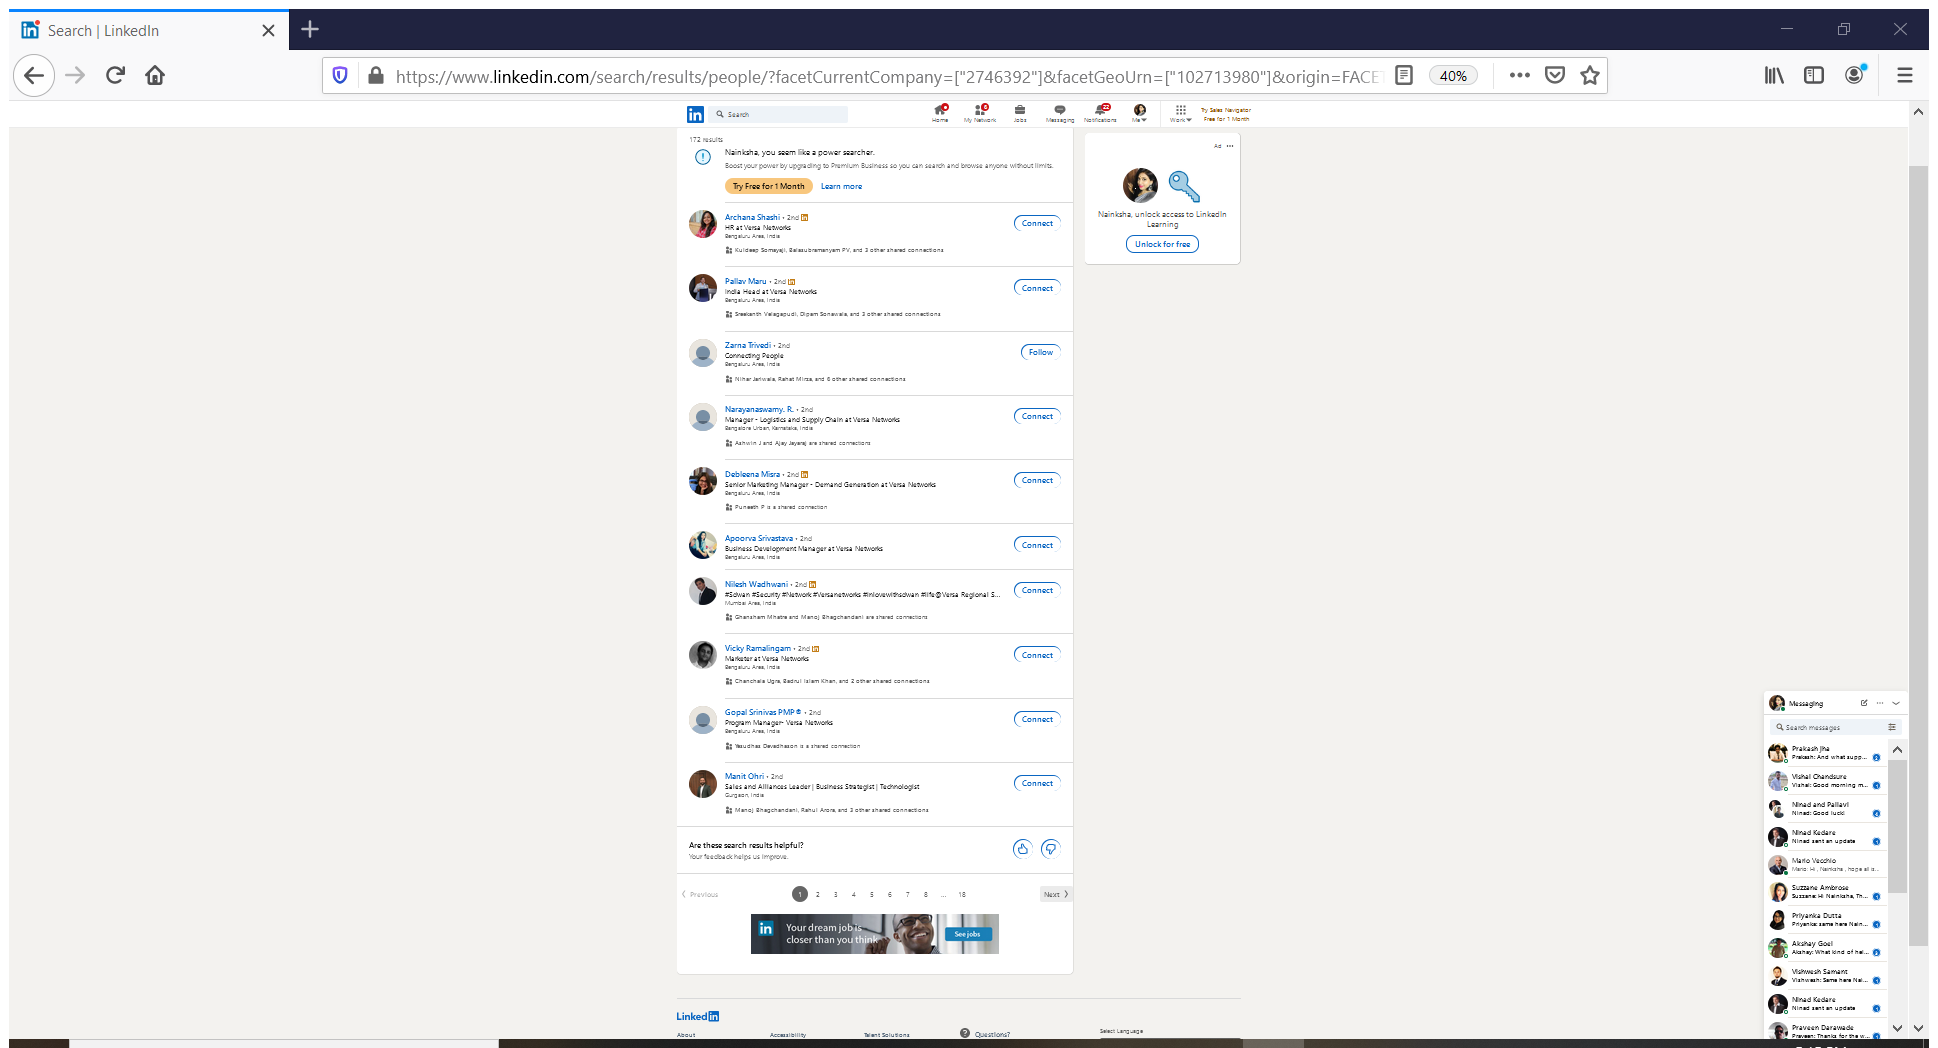 Search | LinkedIn
https://www.linkedin.com/search/results/people/?facetCurrentCompany=["2746392"]&facetGeoUrn=["102713980"]&origin=FACET
40%
in
Search
Home
My Network
Jobs
Messaging
Notifications
Me
Work
Try Sales Navigator
Free for 1 Month
172 results
Nainksha, you seem like a power searcher.
Boost your power by upgrading to Premium Business so you can search and browse anyone without limits.
Try Free for 1 Month
Learn more
Archana Shashi • 2nd in
HR at Versa Networks
Bengaluru Area, India
Kuldeep Somayaji, Balasubramanyam PV, and 3 other shared connections
Connect
Pallav Maru • 2nd in
India Head at Versa Networks
Bengaluru Area, India
Sreekanth Velagapudi, Dipam Sonawala, and 3 other shared connections
Connect
Zarna Trivedi • 2nd
Connecting People
Bengaluru Area, India
Nihar Jariwala, Rahat Mirza, and 6 other shared connections
Follow
Narayanaswamy. R. • 2nd
Manager - Logistics and Supply Chain at Versa Networks
Bangalore Urban, Karnataka, India
Ashwin J and Ajay Jayaraj are shared connections
Connect
Debleena Misra • 2nd in
Senior Marketing Manager - Demand Generation at Versa Networks
Bengaluru Area, India
Puneeth P is a shared connection
Connect
Apoorva Srivastava • 2nd
Business Development Manager at Versa Networks
Bengaluru Area, India
Connect
Nilesh Wadhwani • 2nd in
#Sdwan #Security #Network #Versanetworks #inlovewithsdwan #life@Versa Regional S...
Mumbai Area, India
Ghansham Mhatre and Manoj Bhagchandani are shared connections
Connect
Vicky Ramalingam • 2nd in
Marketer at Versa Networks
Bengaluru Area, India
Chanchala Ugra, Badrul Islam Khan, and 2 other shared connections
Connect
Gopal Srinivas PMP® • 2nd
Program Manager- Versa Networks
Bengaluru Area, India
Yesudhas Devadhason is a shared connection
Connect
Manit Ohri • 2nd
Sales and Alliances Leader | Business Strategist | Technologist
Gurgaon, India
Manoj Bhagchandani, Rahul Arora, and 3 other shared connections
Connect
Are these search results helpful?
Your feedback helps us improve.
Previous
1 2 3 4 5 6 7 8 ... 18
Next
in
Your dream job is
closer than you think
See jobs
Linked in
About
Accessibility
Talent Solutions
Questions?
Select Language
Ad
Nainksha, unlock access to LinkedIn
Learning
Unlock for free
Messaging
Search messages
Prakash Jha
Prakash: And what supp...
Vishal Chandsure
Vishal: Good morning m...
Ninad and Pallavi
Ninad: Good luck!
Ninad Kedare
Ninad sent an update
Mario Vecchio
Mario: Hi , Nainksha , hope all is...
Suzzane Ambrose
Suzzane: Hi Nainksha, Th...
Priyanka Dutta
Priyanka: same here Nain...
Akshay Goel
Akshay: What kind of hel...
Vishwesh Samant
Vishwesh: Same here Nai...
Ninad Kedare
Ninad sent an update
Praveen Darawade
Praveen: Thanks for the w...